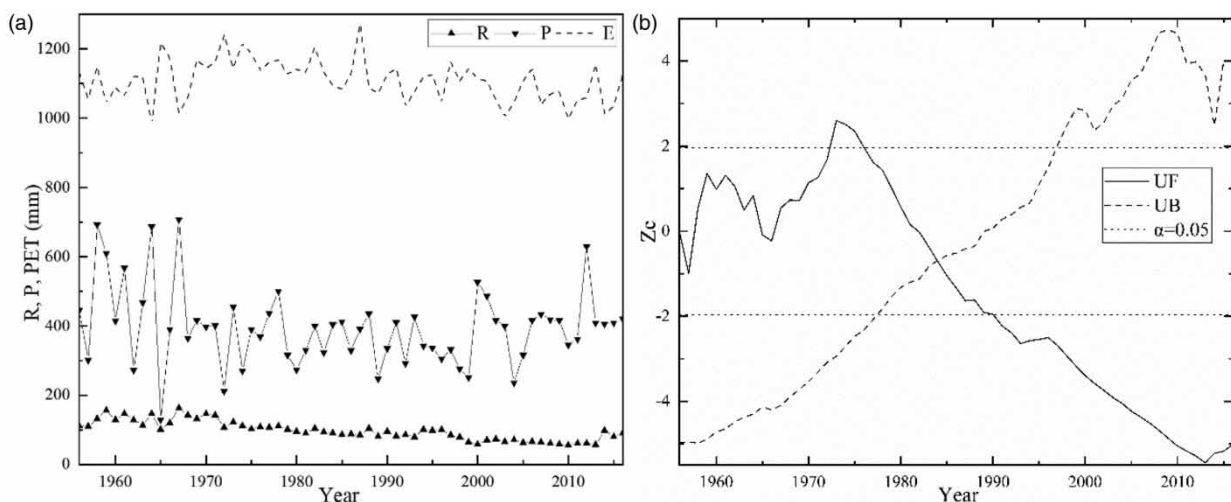 (a)
R P E
R, P, PET (mm)
1200
1000
800
600
400
200
0
1960 1970 1980 1990 2000 2010
Year
(b)
Zc
4
2
0
-2
-4
UF
UB
α=0.05
1960 1970 1980 1990 2000 2010
Year